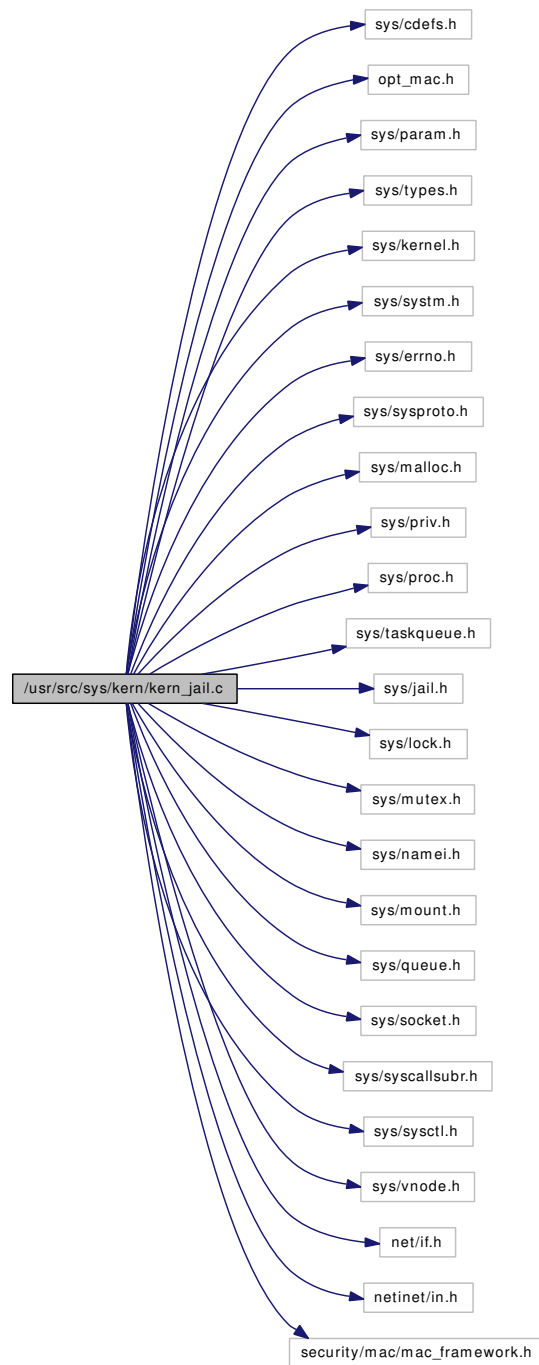 sys/cdefs.h
opt_mac.h
sys/param.h
sys/types.h
sys/kernel.h
sys/systm.h
sys/errno.h
sys/sysproto.h
sys/malloc.h
sys/priv.h
sys/proc.h
sys/taskqueue.h
/usr/src/sys/kern/kern_jail.c
sys/jail.h
sys/lock.h
sys/mutex.h
sys/namei.h
sys/mount.h
sys/queue.h
sys/socket.h
sys/syscallsubr.h
sys/sysctl.h
sys/vnode.h
net/if.h
netinet/in.h
security/mac/mac_framework.h